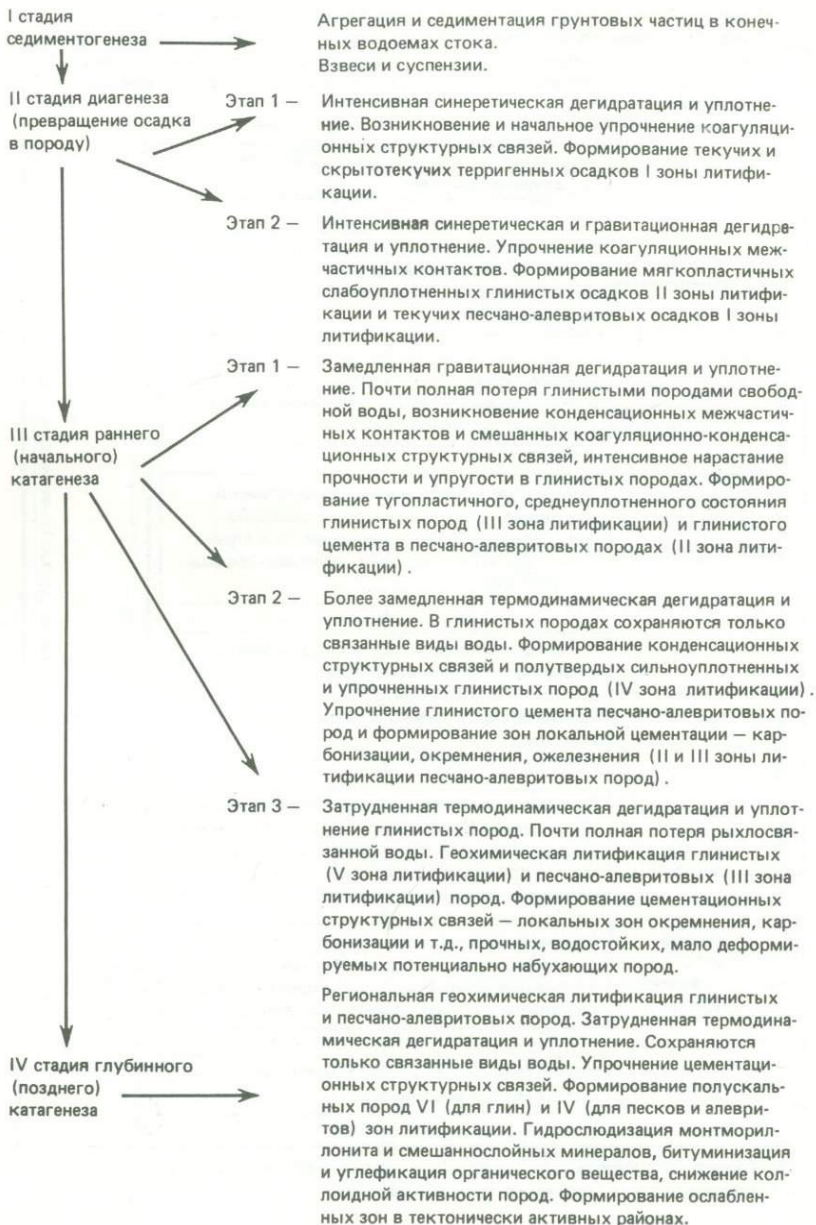 I стадия
седиментогенеза
Агрегация и седиментация грунтовых частиц в конеч-
ных водоемах стока.
Взвеси и суспензии.
II стадия диагенеза
(превращение осадка
в породу)
Этап 1 —
Интенсивная синеретическая дегидратация и уплотне-
ние. Возникновение и начальное упрочнение коагуляци-
онных структурных связей. Формирование текучих и
скрытотекучих терригенных осадков I зоны литифи-
кации.
Этап 2 —
Интенсивная синеретическая и гравитационная дегидра-
тация и уплотнение. Упрочнение коагуляционных меж-
частичных контактов. Формирование мягкопластичных
слабоуплотненных глинистых осадков II зоны литифи-
кации и текучих песчано-алевритовых осадков I зоны
литификации.
III стадия раннего
(начального)
катагенеза
Этап 1 —
Замедленная гравитационная дегидратация и уплотне-
ние. Почти полная потеря глинистыми породами свобод-
ной воды, возникновение конденсационных межчастич-
ных контактов и смешанных коагуляционно-конденса-
ционных структурных связей, интенсивное нарастание
прочности и упругости в глинистых породах. Формиро-
вание тугопластичного, среднеуплотненного состояния
глинистых пород (III зона литификации) и глинистого
цемента в песчано-алевритовых породах (II зона лити-
фикации).
Этап 2 —
Более замедленная термодинамическая дегидратация и
уплотнение. В глинистых породах сохраняются только
связанные виды воды. Формирование конденсационных
структурных связей и полутвердых сильноуплотненных
и упрочненных глинистых пород (IV зона литификации).
Упрочнение глинистого цемента песчано-алевритовых по-
род и формирование зон локальной цементации — кар-
бонизации, окремнения, ожелезнения (II и III зоны ли-
тификации песчано-алевритовых пород).
Этап 3 —
Затрудненная термодинамическая дегидратация и уплот-
нение глинистых пород. Почти полная потеря рыхлосвя-
занной воды. Геохимическая литификация глинистых
(V зона литификации) и песчано-алевритовых (III зона
литификации) пород. Формирование цементационных
структурных связей — локальных зон окремнения, кар-
бонизации и т.д., прочных, водостойких, мало деформи-
руемых потенциально набухающих пород.
IV стадия глубинного
(позднего)
катагенеза
Региональная геохимическая литификация глинистых
и песчано-алевритовых пород. Затрудненная термодина-
мическая дегидратация и уплотнение. Сохраняются
только связанные виды воды. Упрочнение цементаци-
онных структурных связей. Формирование полускаль-
ных пород VI (для глин) и IV (для песков и алеври-
тов) зон литификации. Гидрослюдизация монтморил-
лонита и смешаннослойных минералов, битуминизация
и углефикация органического вещества, снижение кол-
лоидной активности пород. Формирование ослаблен-
ных зон в тектонически активных районах.